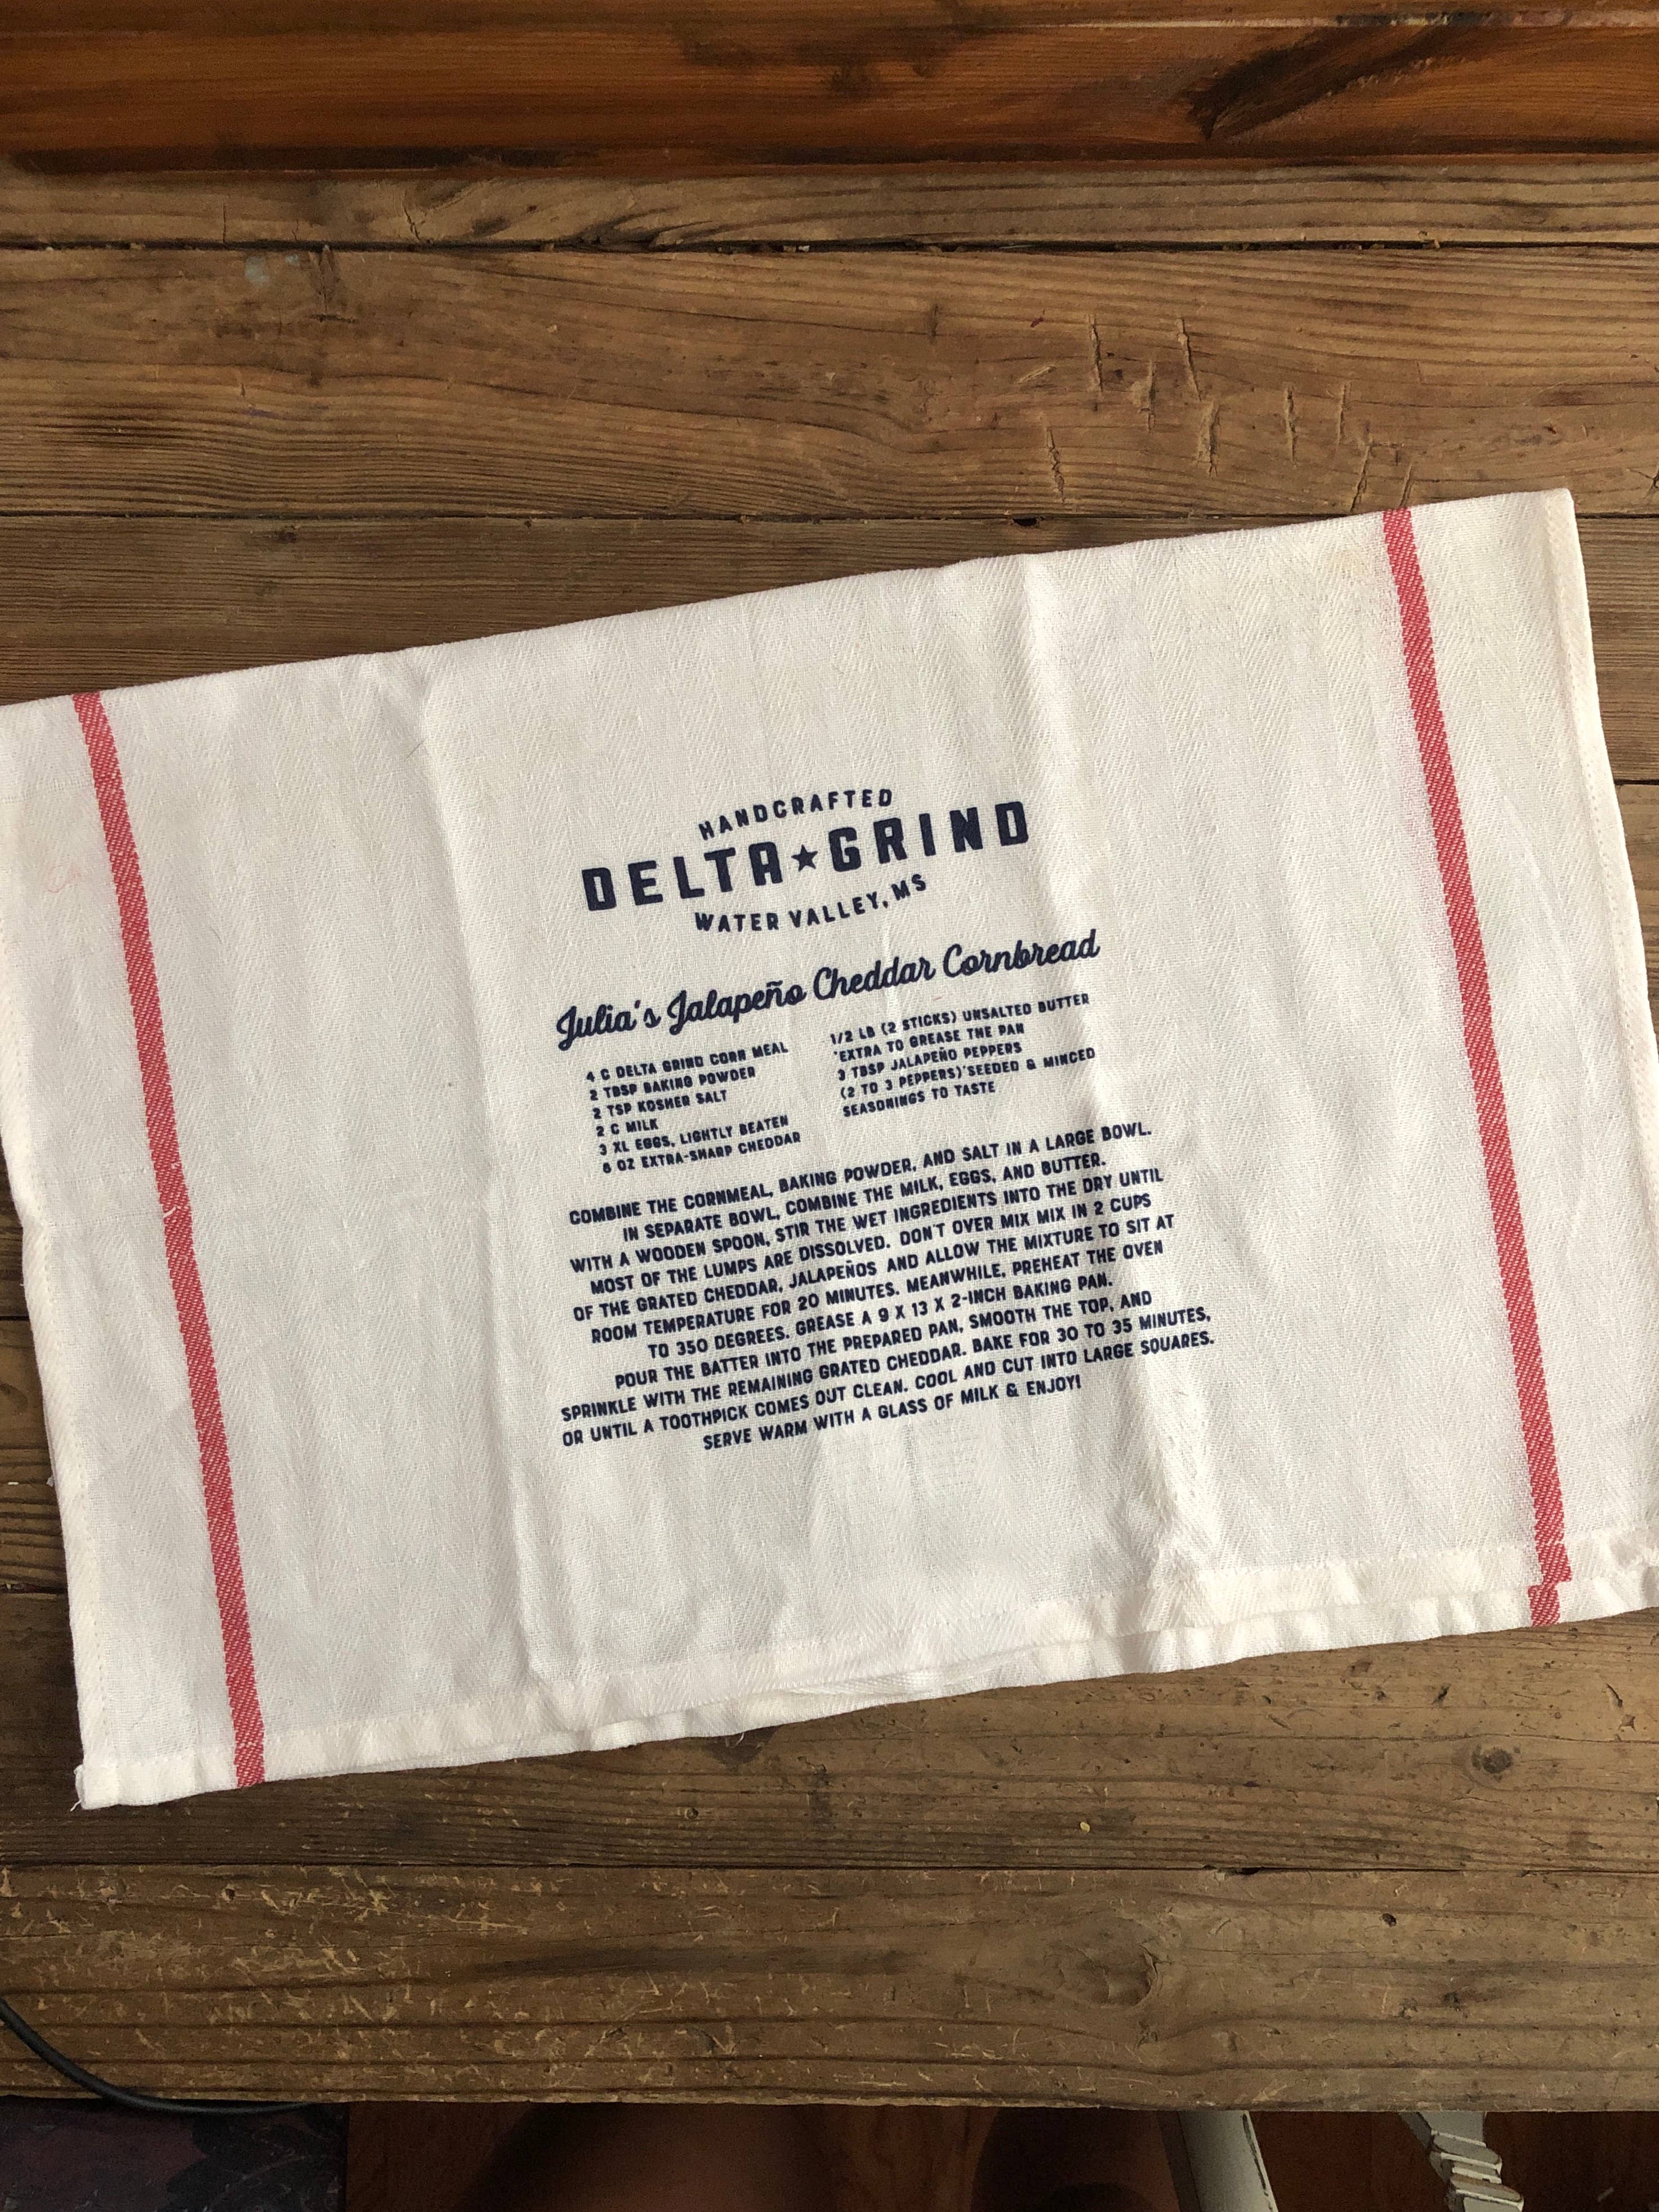 HANDCRAFTED
DELTA★GRIND
WATER VALLEY, MS
Julia's Jalapeño Cheddar Cornbread
4 C DELTA GRIND CORN MEAL
2 TBSP BAKING POWDER
2 TSP KOSHER SALT
2 C MILK
3 XL EGGS, LIGHTLY BEATEN
8 OZ EXTRA-SHARP CHEDDAR
1/2 LB (2 STICKS) UNSALTED BUTTER
*EXTRA TO GREASE THE PAN
3 TBSP JALAPEÑO PEPPERS
(2 TO 3 PEPPERS)*SEEDED & MINCED
SEASONINGS TO TASTE
COMBINE THE CORNMEAL, BAKING POWDER, AND SALT IN A LARGE BOWL.
IN SEPARATE BOWL, COMBINE THE MILK, EGGS, AND BUTTER.
WITH A WOODEN SPOON, STIR THE WET INGREDIENTS INTO THE DRY UNTIL
MOST OF THE LUMPS ARE DISSOLVED. DON'T OVER MIX MIX IN 2 CUPS
OF THE GRATED CHEDDAR, JALAPEÑOS AND ALLOW THE MIXTURE TO SIT AT
ROOM TEMPERATURE FOR 20 MINUTES. MEANWHILE, PREHEAT THE OVEN
TO 350 DEGREES. GREASE A 9 X 13 X 2-INCH BAKING PAN.
POUR THE BATTER INTO THE PREPARED PAN, SMOOTH THE TOP, AND
SPRINKLE WITH THE REMAINING GRATED CHEDDAR. BAKE FOR 30 TO 35 MINUTES,
OR UNTIL A TOOTHPICK COMES OUT CLEAN. COOL AND CUT INTO LARGE SQUARES.
SERVE WARM WITH A GLASS OF MILK & ENJOY!